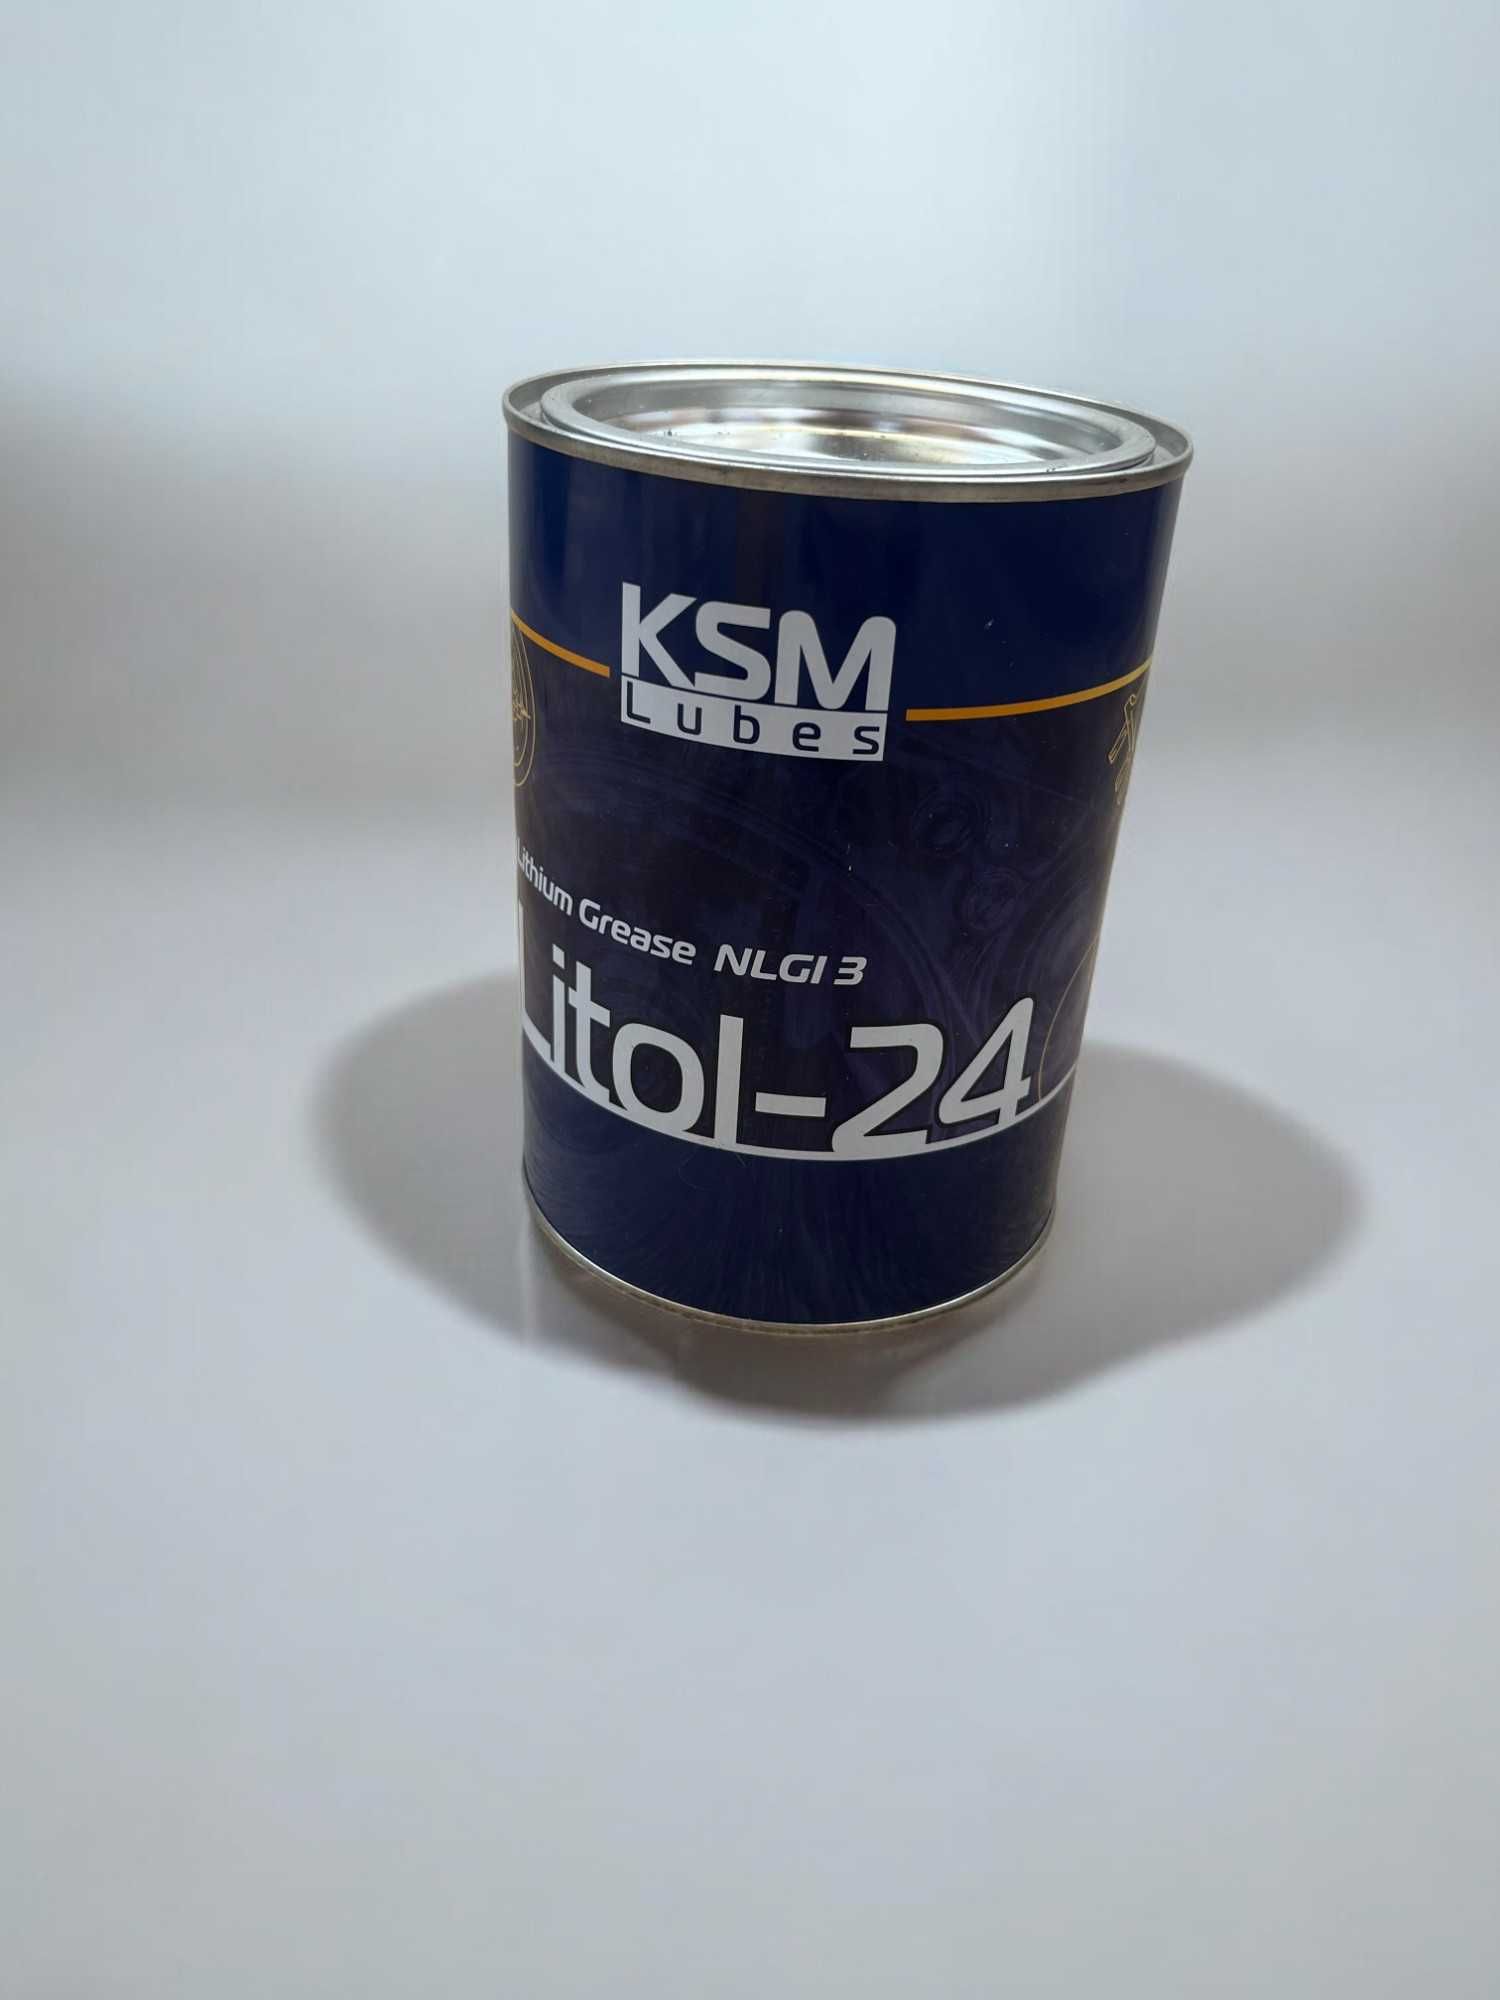 KSM
Lubes
Lithium Grease NLGI 3
Litol-24